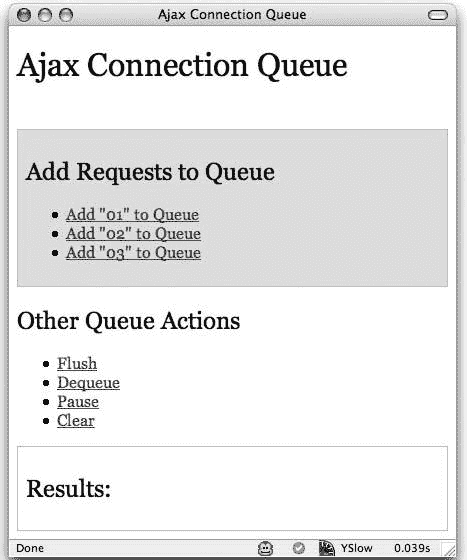 Ajax Connection Queue
Ajax Connection Queue
Add Requests to Queue
Add "01" to Queue
Add "02" to Queue
Add "03" to Queue
Other Queue Actions
Flush
Dequeue
Pause
Clear
Results:
Done YSlow 0.039s